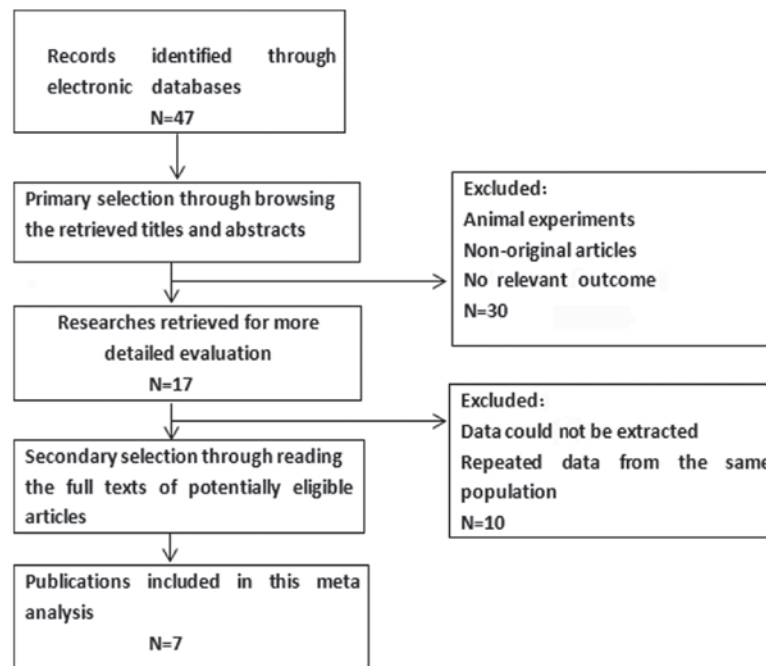 Records identified through
electronic databases
N=47
Primary selection through browsing
the retrieved titles and abstracts
Excluded:
Animal experiments
Non-original articles
No relevant outcome
N=30
Researches retrieved for more
detailed evaluation
N=17
Excluded:
Data could not be extracted
Repeated data from the same
population
N=10
Secondary selection through reading
the full texts of potentially eligible
articles
Publications included in this meta
analysis
N=7